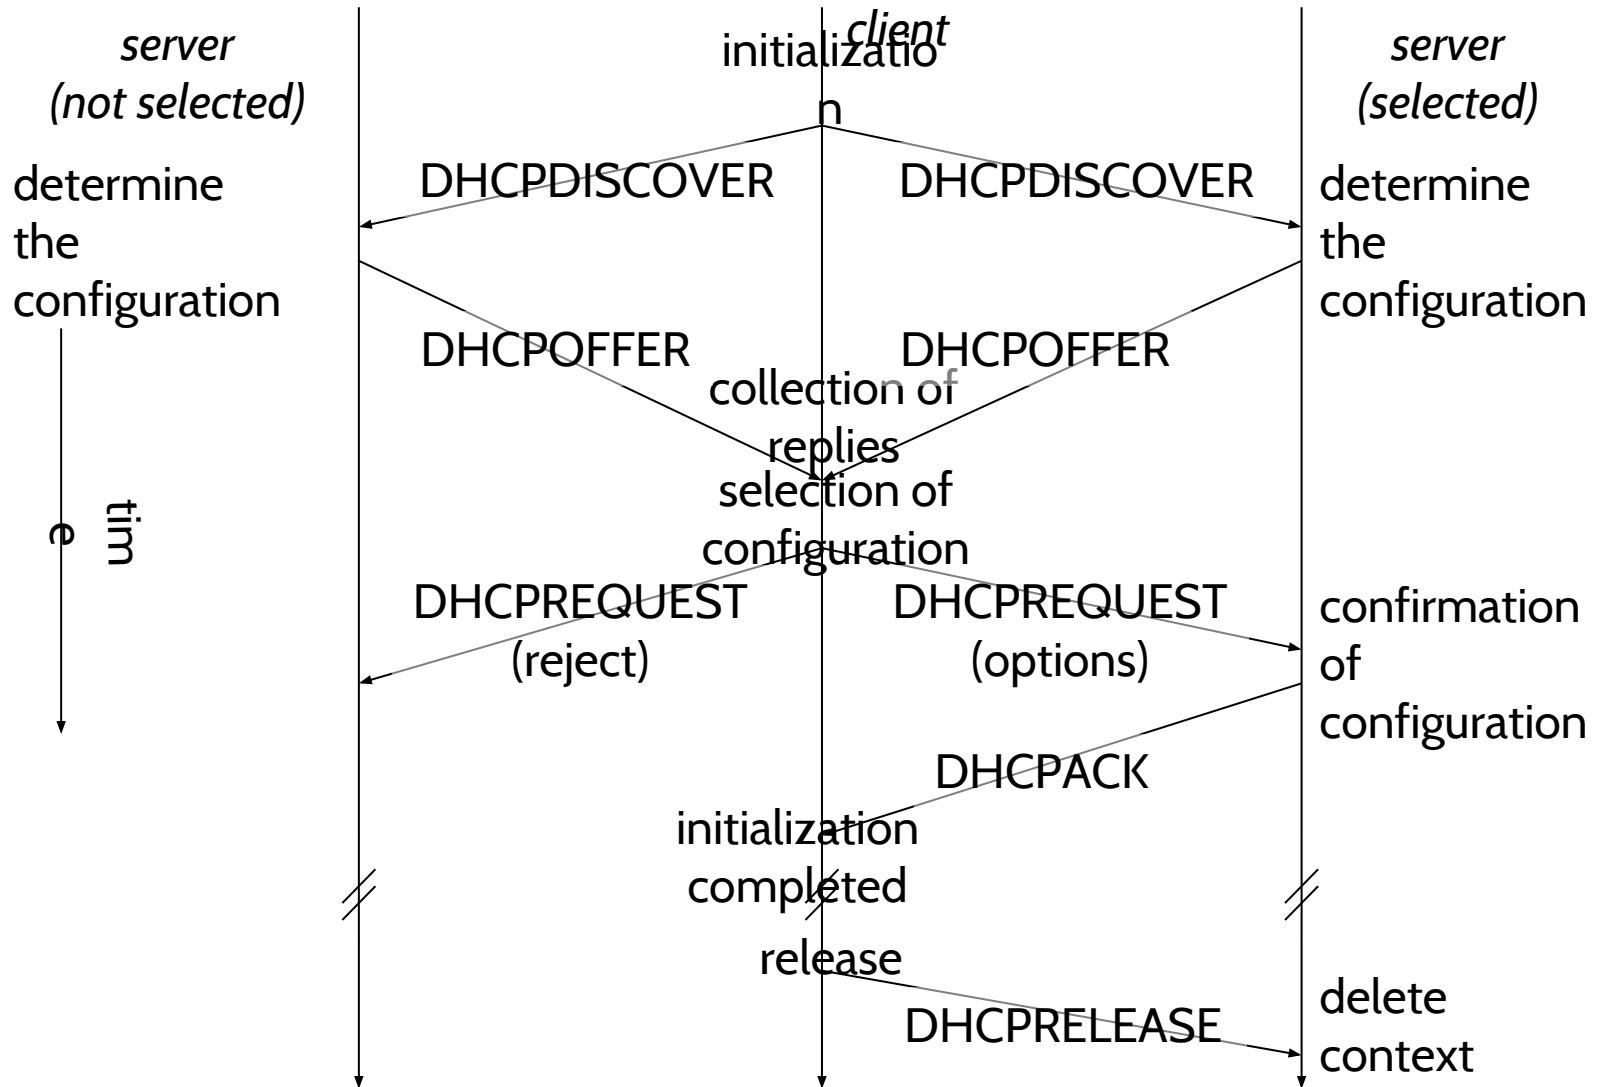 client
server
(not selected)
initializatio
n
server
(selected)
DHCPDISCOVER
DHCPDISCOVER
determine
the
configuration
determine
the
configuration
DHCPOFFER
DHCPOFFER
collection of
replies
selection of
configuration
tim
e
DHCPREQUEST
(reject)
DHCPREQUEST
(options)
confirmation
of
configuration
DHCPACK
initialization
completed
release
DHCPRELEASE
delete
context